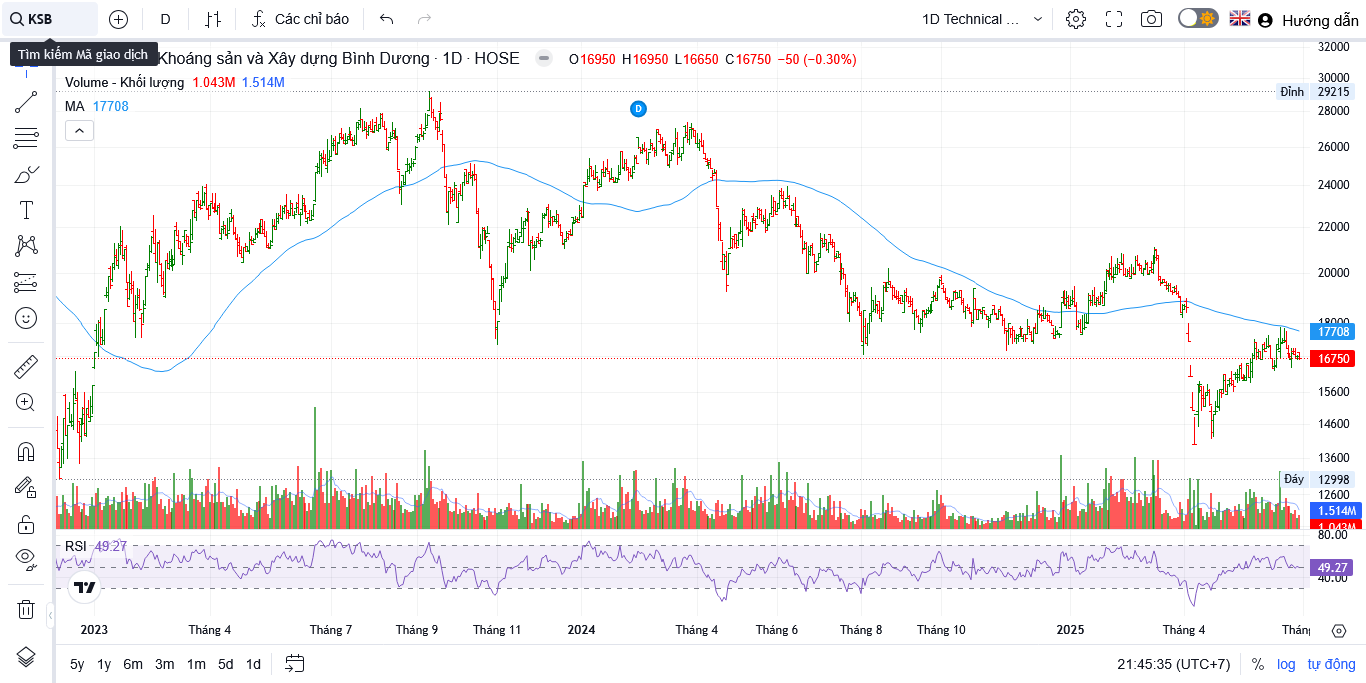 KSB D Các chỉ báo 1D Technical ... Hướng dẫn
Tìm kiếm Mã giao dịch
Khoáng sản và Xây dựng Bình Dương · 1D · HOSE O16950 H16950 L16650 C16750 −50 (−0.30%)
Volume - Khối lượng 1.043M 1.514M
MA 17708
D
32000
30000
Đỉnh 29215
28000
26000
24000
22000
20000
18000
17708
16750
15600
14600
13600
Đáy 12998
12600
1.514M
1.043M
RSI 49.27
80.00
49.27
40.00
2023 Tháng 4 Tháng 7 Tháng 9 Tháng 11 2024 Tháng 4 Tháng 6 Tháng 8 Tháng 10 2025 Tháng 4 Tháng
5y 1y 6m 3m 1m 5d 1d 21:45:35 (UTC+7) % log tự động